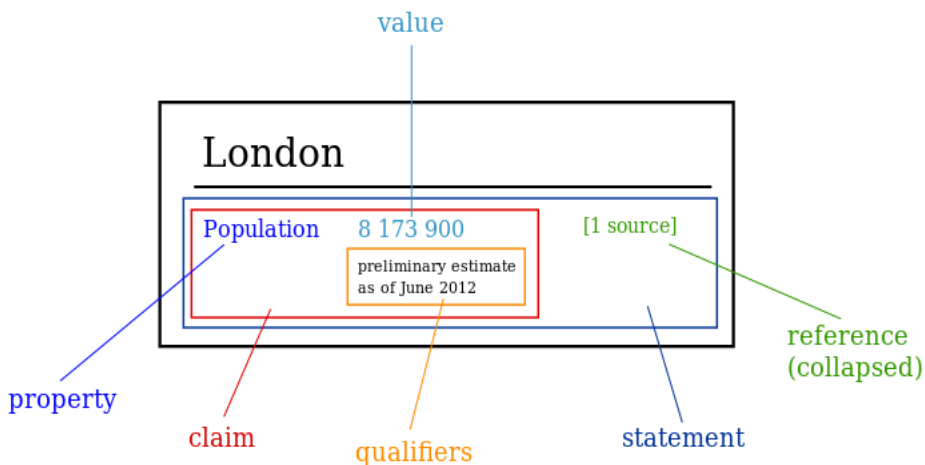 value
London
Population 8 173 900 [1 source]
preliminary estimate
as of June 2012
reference
(collapsed)
property
claim
qualifiers
statement